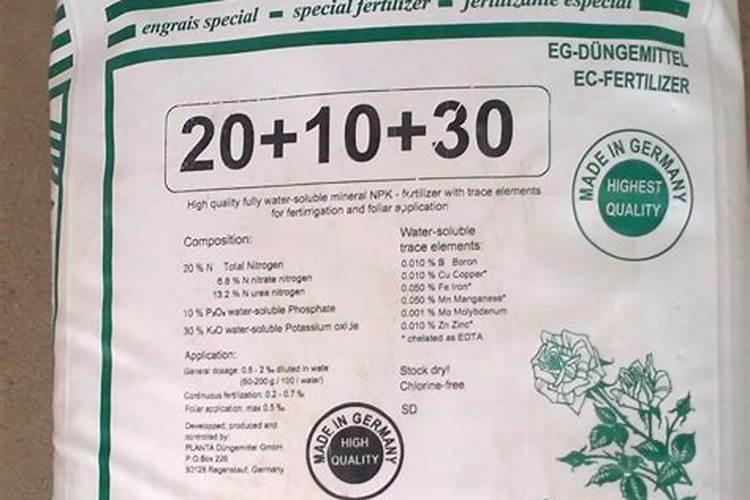 engrais special - special fertilizer - fertilizante especial
EG-DÜNGEMITTEL
EC-FERTILIZER
20+10+30
MADE IN GERMANY
HIGHEST
QUALITY
High quality fully water-soluble mineral NPK - fertilizer with trace elements
for fertirrigation and foliar application
Composition:
20 % N Total Nitrogen
6.8 % N nitrate nitrogen
13.2 % N urea nitrogen
10 % P₂O₅ water-soluble Phosphate
30 % K₂O water-soluble Potassium oxide
Water-soluble
trace elements:
0.010 % B Boron
0.010 % Cu Copper*
0.050 % Fe Iron*
0.050 % Mn Manganese*
0.001 % Mo Molybdenum
0.010 % Zn Zinc*
* chelated as EDTA
Application:
General dosage: 0.5 - 2 ‰ diluted in water
(50-200 g / 100 l water)
Continuous fertilization: 0.2 - 0.7 ‰
Foliar application: max 0.5 ‰
Stock dry!
Chlorine-free
SD
Developped, produced and
controlled by:
PLANTA Düngemittel GmbH
P.O.Box 226
93128 Regenstauf, Germany
MADE IN GERMANY
HIGH
QUALITY